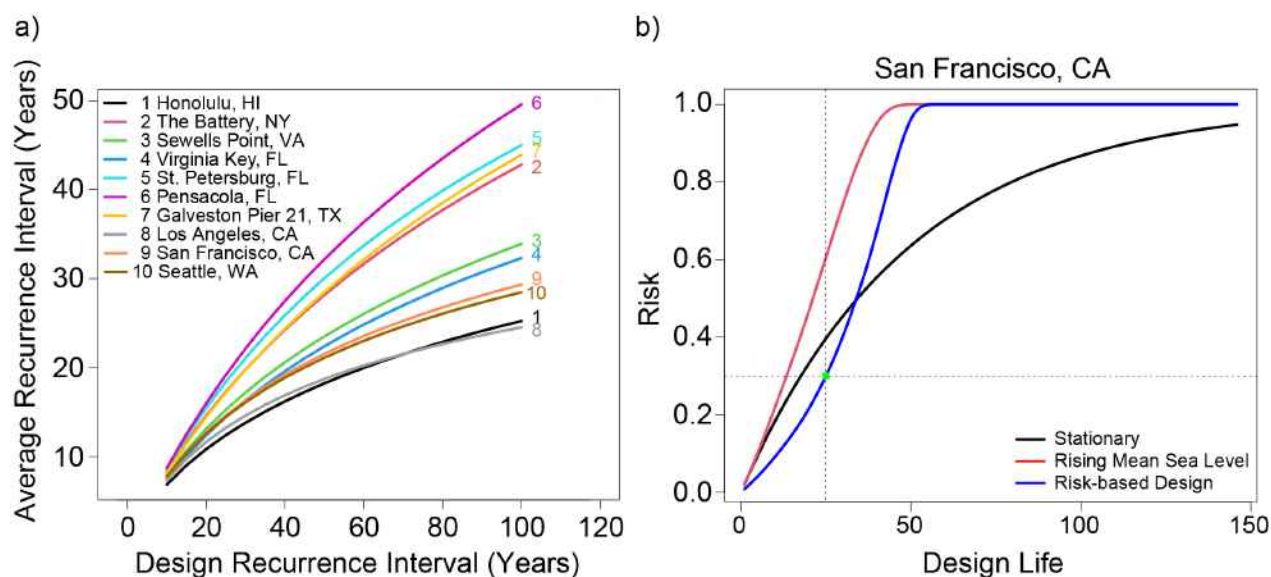 a)
Average Recurrence Interval (Years)
50
40
30
20
10
1 Honolulu, HI
2 The Battery, NY
3 Sewells Point, VA
4 Virginia Key, FL
5 St. Petersburg, FL
6 Pensacola, FL
7 Galveston Pier 21, TX
8 Los Angeles, CA
9 San Francisco, CA
10 Seattle, WA
6
5
7
2
3
4
9
10
1
8
0 20 40 60 80 100 120
Design Recurrence Interval (Years)
b)
San Francisco, CA
Risk
1.0
0.8
0.6
0.4
0.2
0.0
Stationary
Rising Mean Sea Level
Risk-based Design
0 50 100 150
Design Life